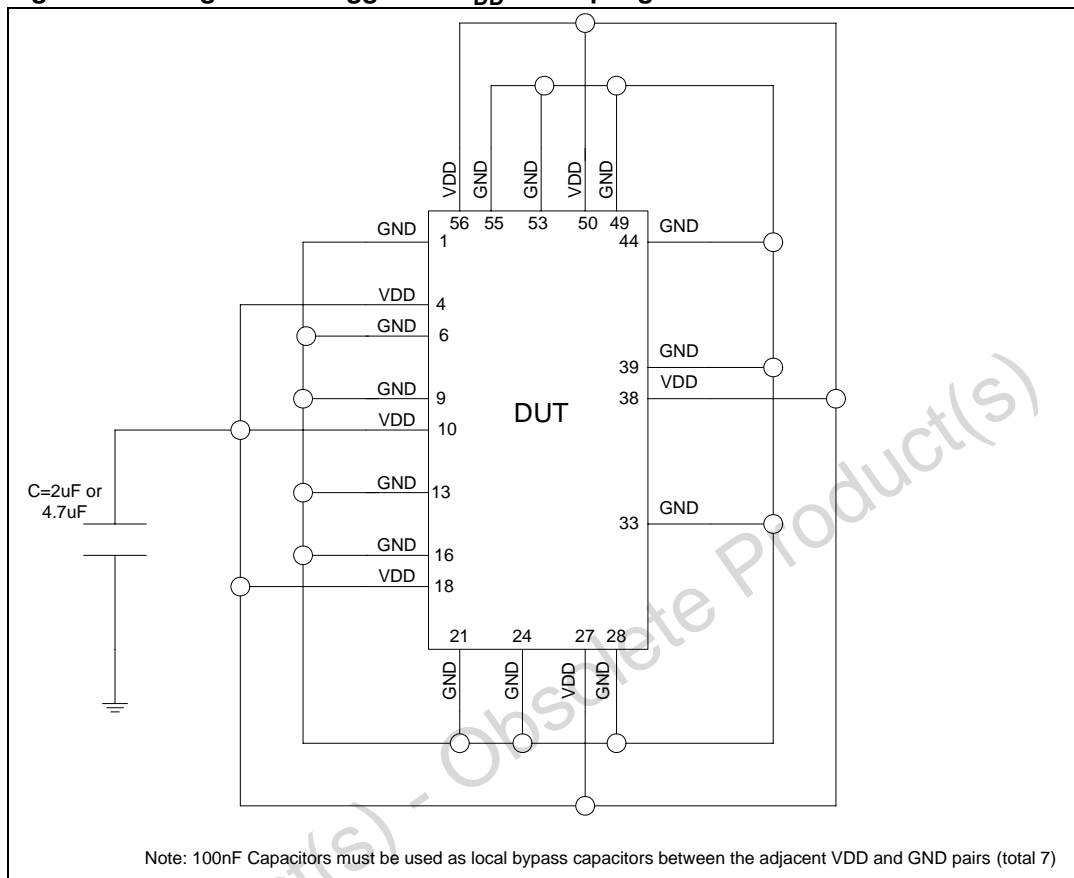 VDD
GND
GND
VDD
GND
56
55
53
50
49
GND
1
44
GND
VDD
4
GND
6
GND
39
GND
9
VDD
38
VDD
10
DUT
C=2uF or
4.7uF
GND
13
GND
33
GND
16
VDD
18
21
24
27
28
GND
GND
VDD
GND
Obsolete Product(s)
(s) -
Note: 100nF Capacitors must be used as local bypass capacitors between the adjacent VDD and GND pairs (total 7)